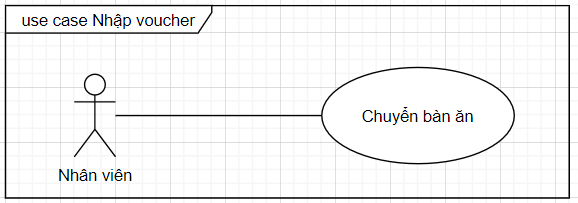 use case Nhập voucher
Chuyển bàn ăn
Nhân viên